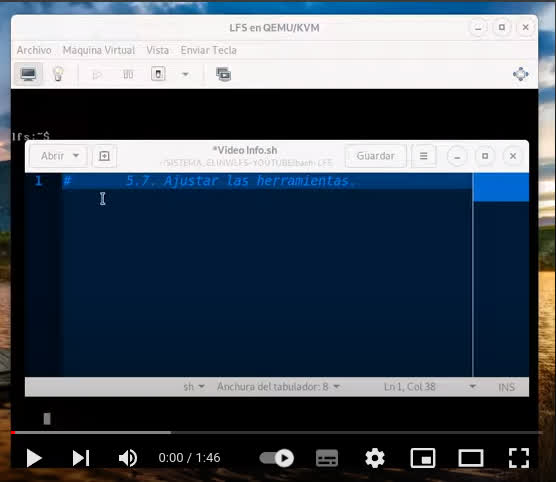 LFS en QEMU/KVM
Archivo Máquina Virtual Vista Enviar Tecla
lfs:~$
Abrir *Video Info.sh Guardar
~/SISTEMA_ELINWLFS-YOUTUBE/bash-LFS
1 # 5.7. Ajustar las herramientas.
sh Anchura del tabulador: 8 Ln 1, Col 38 INS
0:00 / 1:46